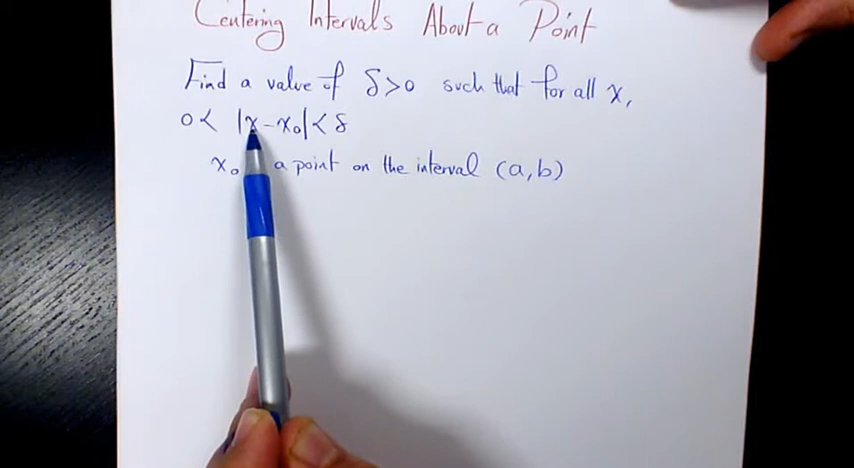 Centering Intervals About a Point
Find a value of δ>0 such that for all x,
0< |x-x₀|<δ
x₀ a point on the interval (a,b)